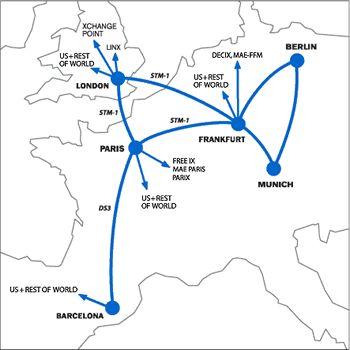 XCHANGE
POINT
LINX
US+REST
OF WORLD
LONDON
STM-1
BERLIN
DECIX, MAE-FFM
US+REST
OF WORLD
STM-1
STM-1
FRANKFURT
PARIS
FREE IX
MAE PARIS
PARIX
MUNICH
US+REST
OF WORLD
DS3
US+REST OF WORLD
BARCELONA